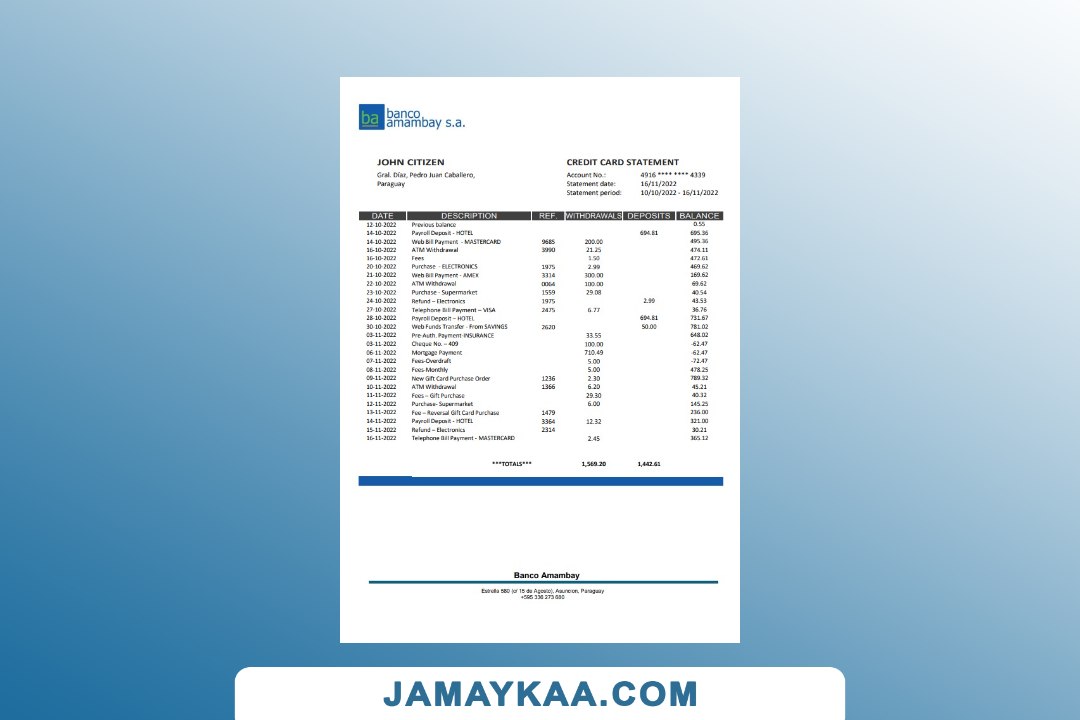 ba banco
amambay s.a.
JOHN CITIZEN
Gral. Díaz, Pedro Juan Caballero,
Paraguay
CREDIT CARD STATEMENT
Account No.: 4916 **** **** 4339
Statement date: 16/11/2022
Statement period: 10/10/2022 - 16/11/2022
DATE DESCRIPTION REF. WITHDRAWALS DEPOSITS BALANCE
12-10-2022 Previous balance 0.55
14-10-2022 Payroll Deposit - HOTEL 694.81 695.36
14-10-2022 Web Bill Payment - MASTERCARD 9685 200.00 495.36
16-10-2022 ATM Withdrawal 3990 21.25 474.11
16-10-2022 Fees 1.50 472.61
20-10-2022 Purchase - ELECTRONICS 1975 2.99 469.62
21-10-2022 Web Bill Payment - AMEX 3314 300.00 169.62
22-10-2022 ATM Withdrawal 0064 100.00 69.62
23-10-2022 Purchase - Supermarket 1559 29.08 40.54
24-10-2022 Refund – Electronics 1975 2.99 43.53
27-10-2022 Telephone Bill Payment – VISA 2475 6.77 36.76
28-10-2022 Payroll Deposit – HOTEL 694.81 731.67
30-10-2022 Web Funds Transfer - From SAVINGS 2620 50.00 781.02
03-11-2022 Pre-Auth. Payment-INSURANCE 33.55 648.02
03-11-2022 Cheque No. – 409 100.00 -62.47
06-11-2022 Mortgage Payment 710.49 -62.47
07-11-2022 Fees-Overdraft 5.00 -72.47
08-11-2022 Fees-Monthly 5.00 478.25
09-11-2022 New Gift Card Purchase Order 1236 2.30 789.32
10-11-2022 ATM Withdrawal 1366 6.20 45.21
11-11-2022 Fees – Gift Purchase 29.30 40.32
12-11-2022 Purchase- Supermarket 6.00 145.25
13-11-2022 Fee – Reversal Gift Card Purchase 1479 236.00
14-11-2022 Payroll Deposit - HOTEL 3364 12.32 321.00
15-11-2022 Refund – Electronics 2314 30.21
16-11-2022 Telephone Bill Payment - MASTERCARD 2.45 365.12
***TOTALS*** 1,569.20 1,442.61
Banco Amambay
Estrella 580 (c/ 15 de Agosto), Asuncion, Paraguay
+595 336 273 680
JAMAYKAA.COM